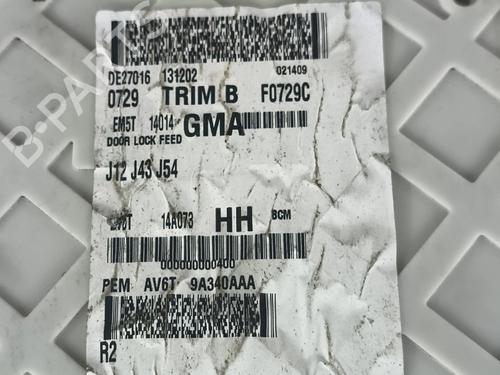 DE27016 131202 021409
0729 TRIM B F0729C
EM5T 14014 GMA
DOOR LOCK FEED
J12 J43 J54
14A073 HH BCM
000000000400
PEM AV6T 9A340AAA
R2
B-PARTS